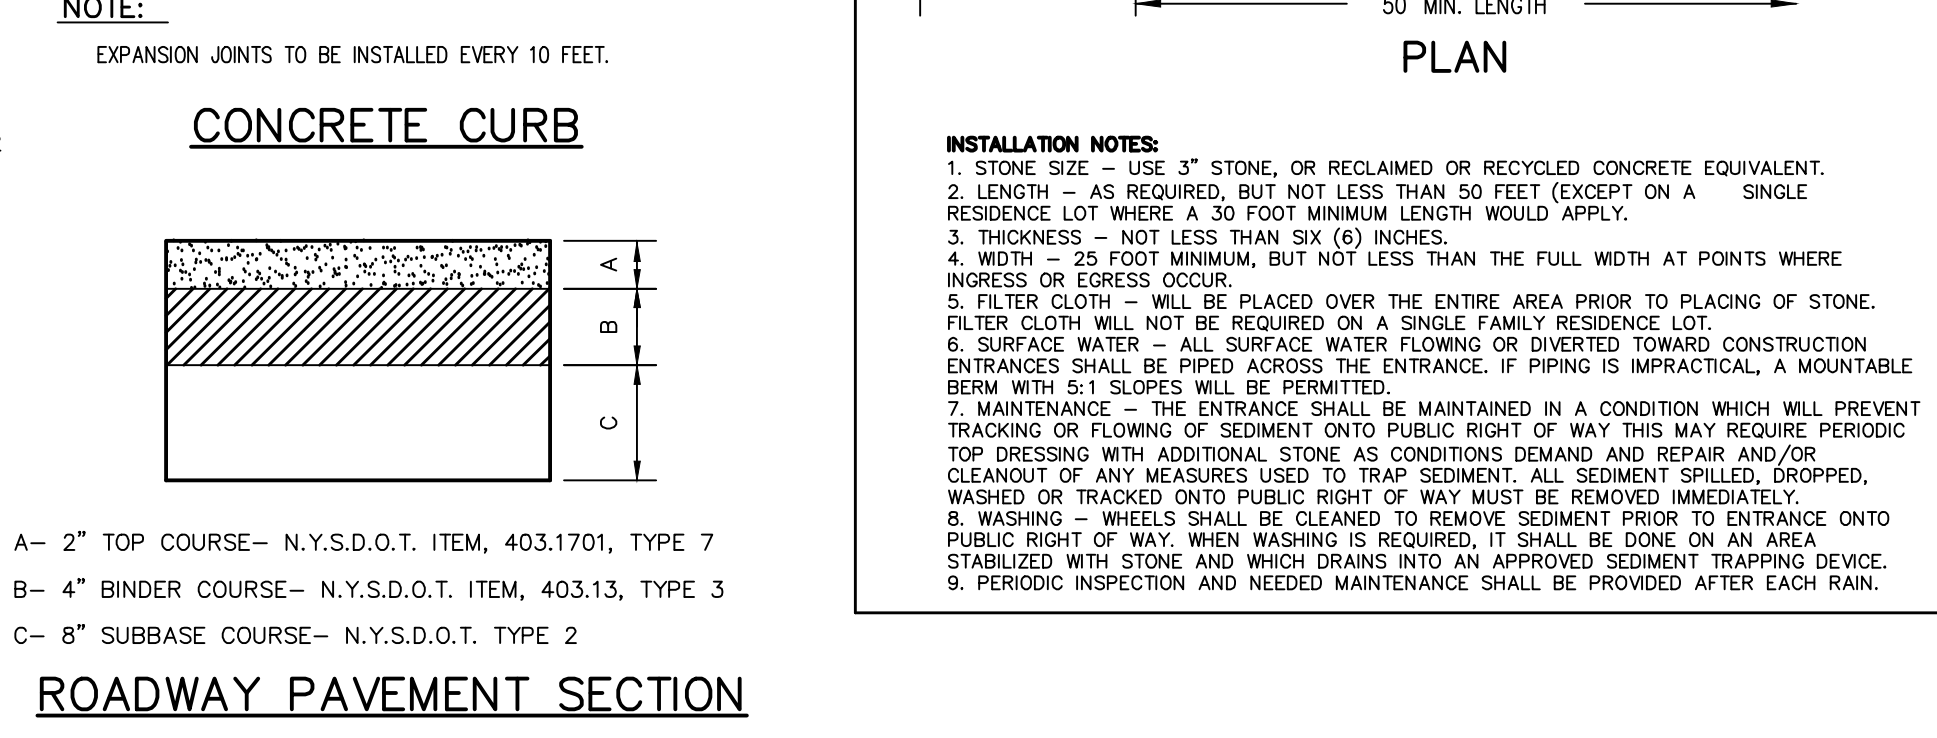 NOTE:
EXPANSION JOINTS TO BE INSTALLED EVERY 10 FEET.
CONCRETE CURB
A
B
C
A– 2" TOP COURSE– N.Y.S.D.O.T. ITEM, 403.1701, TYPE 7
B– 4" BINDER COURSE– N.Y.S.D.O.T. ITEM, 403.13, TYPE 3
C– 8" SUBBASE COURSE– N.Y.S.D.O.T. TYPE 2
ROADWAY PAVEMENT SECTION
50' MIN. LENGTH
PLAN
INSTALLATION NOTES:
1. STONE SIZE – USE 3" STONE, OR RECLAIMED OR RECYCLED CONCRETE EQUIVALENT.
2. LENGTH – AS REQUIRED, BUT NOT LESS THAN 50 FEET (EXCEPT ON A SINGLE
RESIDENCE LOT WHERE A 30 FOOT MINIMUM LENGTH WOULD APPLY.
3. THICKNESS – NOT LESS THAN SIX (6) INCHES.
4. WIDTH – 25 FOOT MINIMUM, BUT NOT LESS THAN THE FULL WIDTH AT POINTS WHERE
INGRESS OR EGRESS OCCUR.
5. FILTER CLOTH – WILL BE PLACED OVER THE ENTIRE AREA PRIOR TO PLACING OF STONE.
FILTER CLOTH WILL NOT BE REQUIRED ON A SINGLE FAMILY RESIDENCE LOT.
6. SURFACE WATER – ALL SURFACE WATER FLOWING OR DIVERTED TOWARD CONSTRUCTION
ENTRANCES SHALL BE PIPED ACROSS THE ENTRANCE. IF PIPING IS IMPRACTICAL, A MOUNTABLE
BERM WITH 5:1 SLOPES WILL BE PERMITTED.
7. MAINTENANCE – THE ENTRANCE SHALL BE MAINTAINED IN A CONDITION WHICH WILL PREVENT
TRACKING OR FLOWING OF SEDIMENT ONTO PUBLIC RIGHT OF WAY THIS MAY REQUIRE PERIODIC
TOP DRESSING WITH ADDITIONAL STONE AS CONDITIONS DEMAND AND REPAIR AND/OR
CLEANOUT OF ANY MEASURES USED TO TRAP SEDIMENT. ALL SEDIMENT SPILLED, DROPPED,
WASHED OR TRACKED ONTO PUBLIC RIGHT OF WAY MUST BE REMOVED IMMEDIATELY.
8. WASHING – WHEELS SHALL BE CLEANED TO REMOVE SEDIMENT PRIOR TO ENTRANCE ONTO
PUBLIC RIGHT OF WAY. WHEN WASHING IS REQUIRED, IT SHALL BE DONE ON AN AREA
STABILIZED WITH STONE AND WHICH DRAINS INTO AN APPROVED SEDIMENT TRAPPING DEVICE.
9. PERIODIC INSPECTION AND NEEDED MAINTENANCE SHALL BE PROVIDED AFTER EACH RAIN.